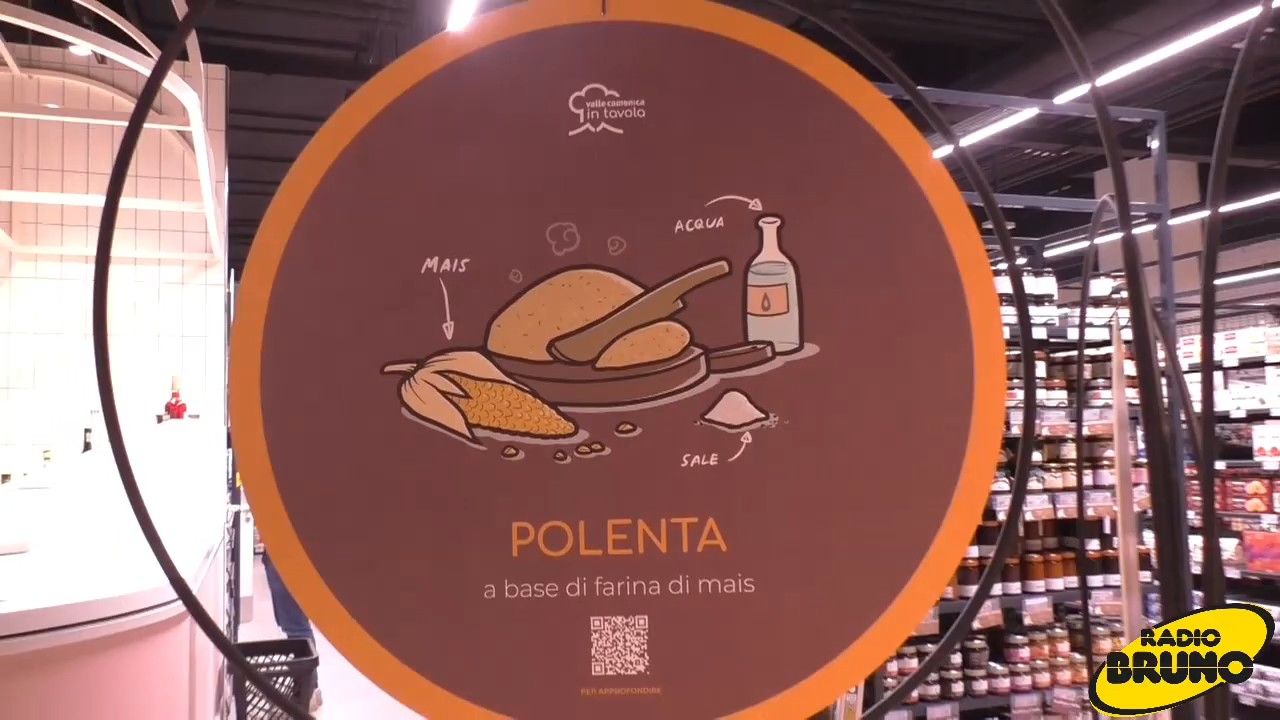 valle camonica
in tavola
ACQUA
MAIS
SALE
POLENTA
a base di farina di mais
PER APPROFONDIRE
RADIO
BRUNO